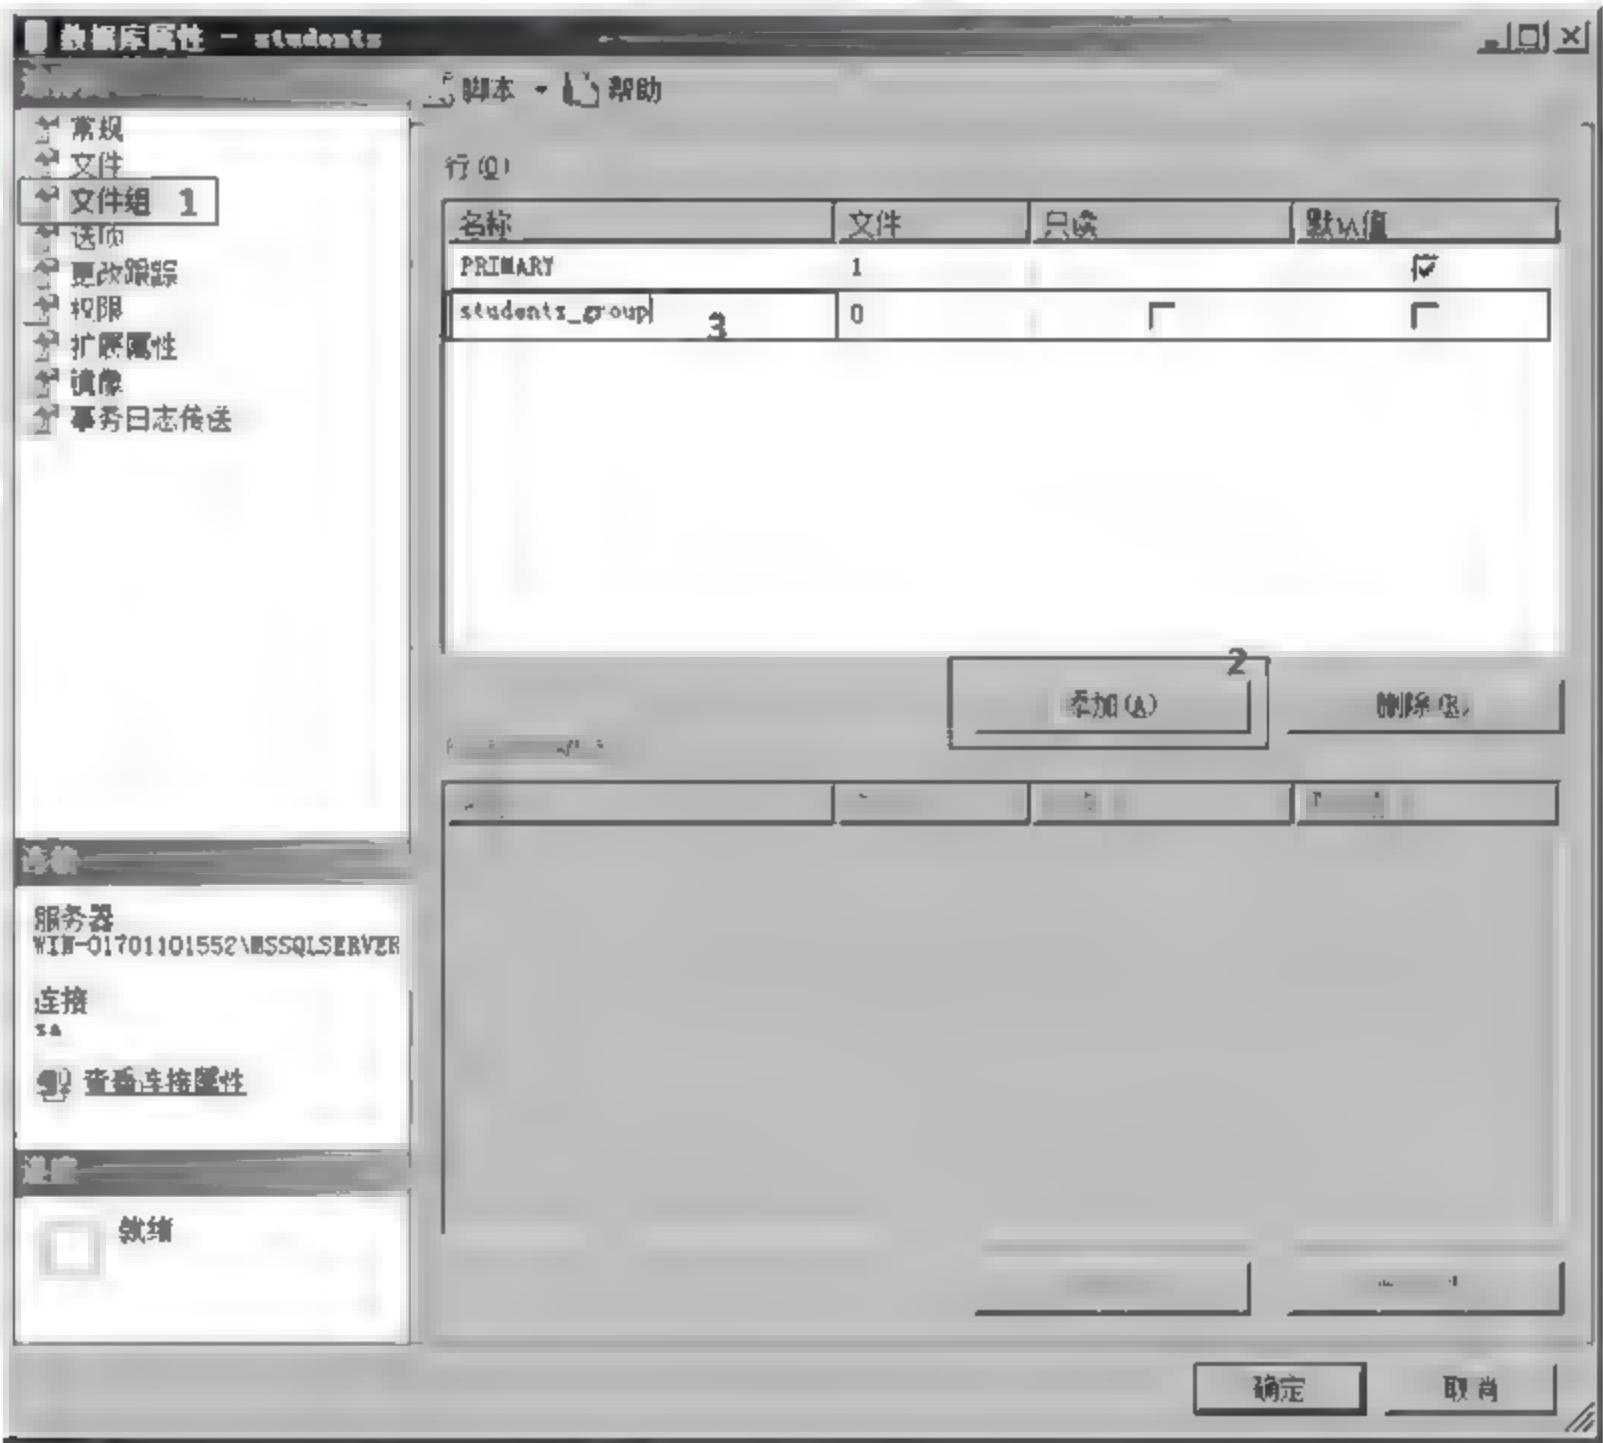 数据库属性 - students
脚本 帮助
常规
文件
文件组 1
选项
更改跟踪
权限
扩展属性
镜像
事务日志传送
行(O)
名称 文件 只读 默认值
PRIMARY 1
students_group 3 0
2
添加(A) 删除(R)
连接
服务器
WIN-01701101552\MSSQLSERVER
连接
sa
查看连接属性
进度
就绪
确定 取消